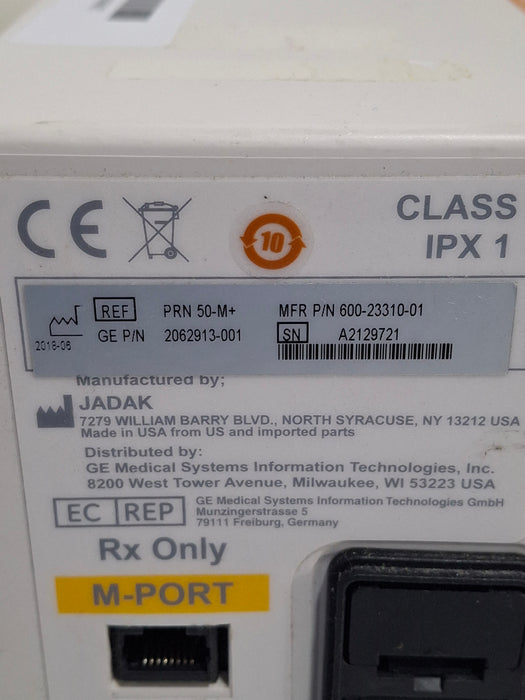 CE
10
CLASS
IPX 1
REF PRN 50-M+ MFR P/N 600-23310-01
2018-06 GE P/N 2062913-001 SN A2129721
Manufactured by;
JADAK
7279 WILLIAM BARRY BLVD., NORTH SYRACUSE, NY 13212 USA
Made in USA from US and imported parts
Distributed by:
GE Medical Systems Information Technologies, Inc.
8200 West Tower Avenue, Milwaukee, WI 53223 USA
EC REP GE Medical Systems Information Technologies GmbH
Munzingerstrasse 5
79111 Freiburg, Germany
Rx Only
M-PORT